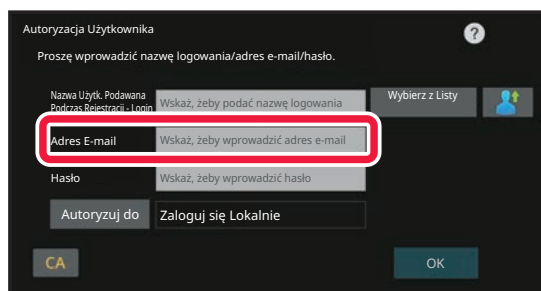 Autoryzacja Użytkownika
?
Proszę wprowadzić nazwę logowania/adres e-mail/hasło.
Nazwa Użytk. Podawana
Podczas Rejestracji - Login
Wskaż, żeby podać nazwę logowania
Wybierz z Listy
Adres E-mail
Wskaż, żeby wprowadzić adres e-mail
Hasło
Wskaż, żeby wprowadzić hasło
Autoryzuj do
Zaloguj się Lokalnie
CA
OK